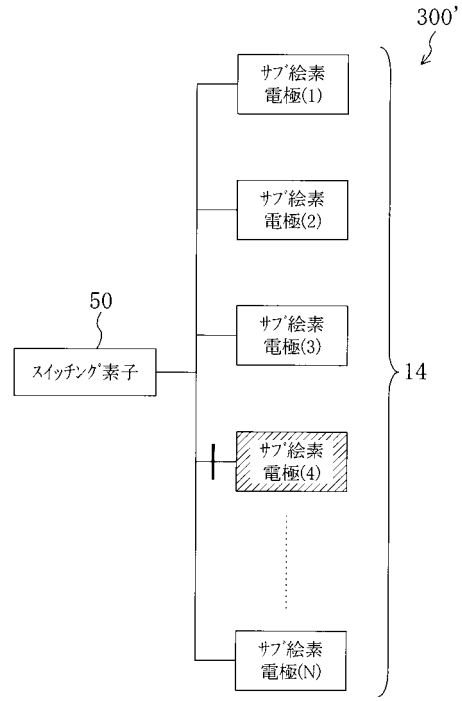 300'
サブ絵素
電極(1)
サブ絵素
電極(2)
50
サブ絵素
電極(3)
スイッチング素子
14
サブ絵素
電極(4)
サブ絵素
電極(N)